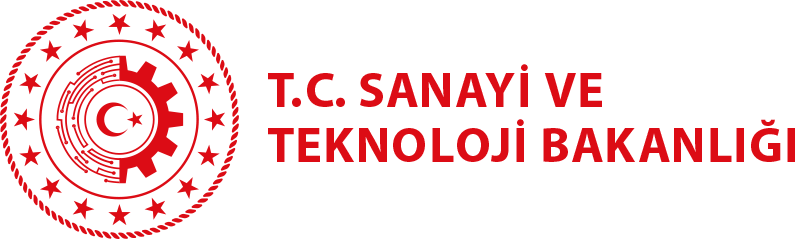 T.C. SANAYİ VE
TEKNOLOJİ BAKANLIĞI